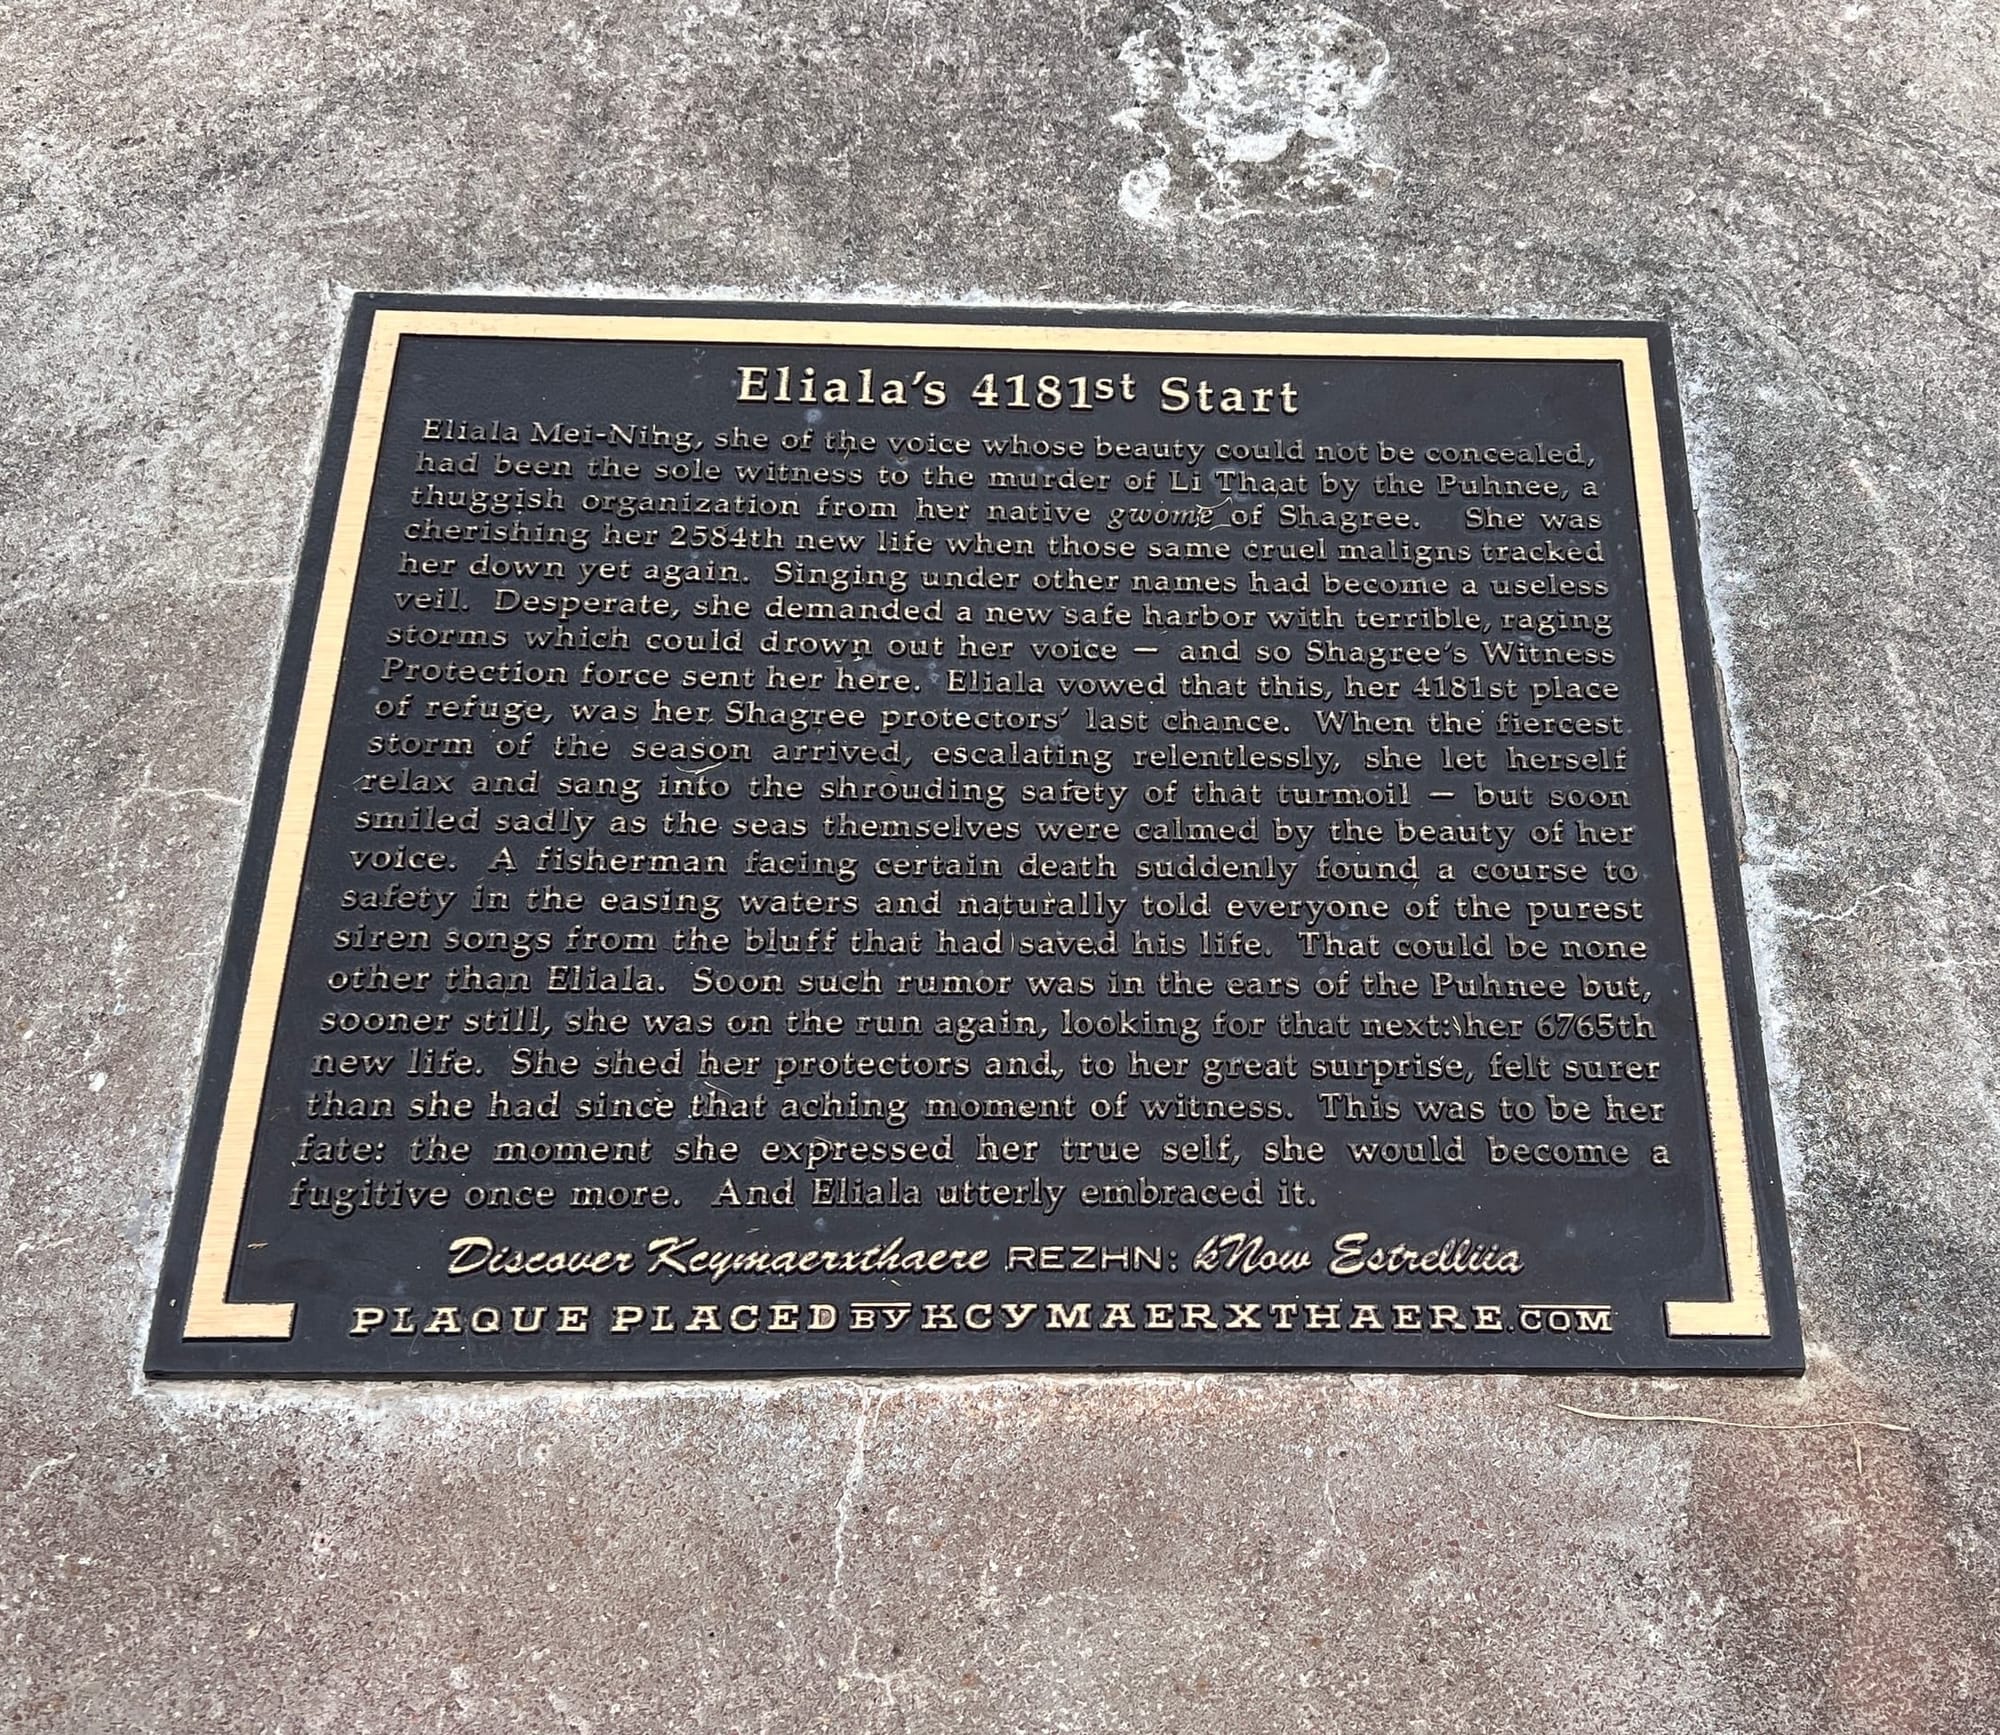 Eliala's 4181st Start
Eliala Mei-Ning, she of the voice whose beauty could not be concealed,
had been the sole witness to the murder of Li Thaat by the Puhnee, a
thuggish organization from her native gwome of Shagree. She was
cherishing her 2584th new life when those same cruel maligns tracked
her down yet again. Singing under other names had become a useless
veil. Desperate, she demanded a new safe harbor with terrible, raging
storms which could drown out her voice — and so Shagree's Witness
Protection force sent her here. Eliala vowed that this, her 4181st place
of refuge, was her Shagree protectors' last chance. When the fiercest
storm of the season arrived, escalating relentlessly, she let herself
relax and sang into the shrouding safety of that turmoil — but soon
smiled sadly as the seas themselves were calmed by the beauty of her
voice. A fisherman facing certain death suddenly found a course to
safety in the easing waters and naturally told everyone of the purest
siren songs from the bluff that had saved his life. That could be none
other than Eliala. Soon such rumor was in the ears of the Puhnee but,
sooner still, she was on the run again, looking for that next: her 6765th
new life. She shed her protectors and, to her great surprise, felt surer
than she had since that aching moment of witness. This was to be her
fate: the moment she expressed her true self, she would become a
fugitive once more. And Eliala utterly embraced it.
Discover Kcymaerxthaere REZHN: kNow Estrelliia
PLAQUE PLACED BY KCYMAERXTHAERE.COM